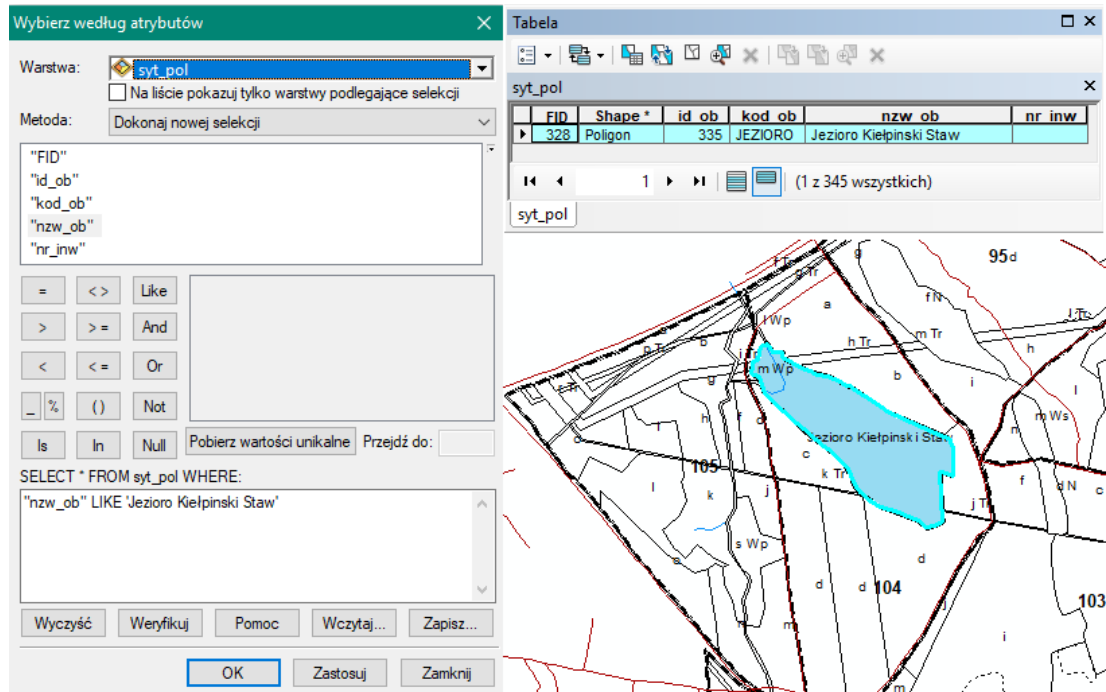 Wybierz według atrybutów
Warstwa: syt_pol
Na liście pokazuj tylko warstwy podlegające selekcji
Metoda: Dokonaj nowej selekcji
"FID"
"id_ob"
"kod_ob"
"nzw_ob"
"nr_inw"
= < > Like
> > = And
< < = Or
_ % ( ) Not
Is In Null Pobierz wartości unikalne Przejdź do:
SELECT * FROM syt_pol WHERE:
"nzw_ob" LIKE 'Jezioro Kiełpinski Staw'
Wyczyść Weryfikuj Pomoc Wczytaj... Zapisz...
OK Zastosuj Zamknij
Tabela
syt_pol
FID Shape * id_ob kod_ob nzw_ob nr_inw
328 Poligon 335 JEZIORO Jezioro Kiełpinski Staw
1 (1 z 345 wszystkich)
syt_pol
g 95 d
g Tr
a f N
l Wp m Tr
p Tr b h Tr h
m Wp b i l
g
h f m Ws
l Jezioro Kiełpinski Staw n
c
105 k Tr f d N c
l k j j Tr
s Wp
d
d d 104 j 103
i
m
m